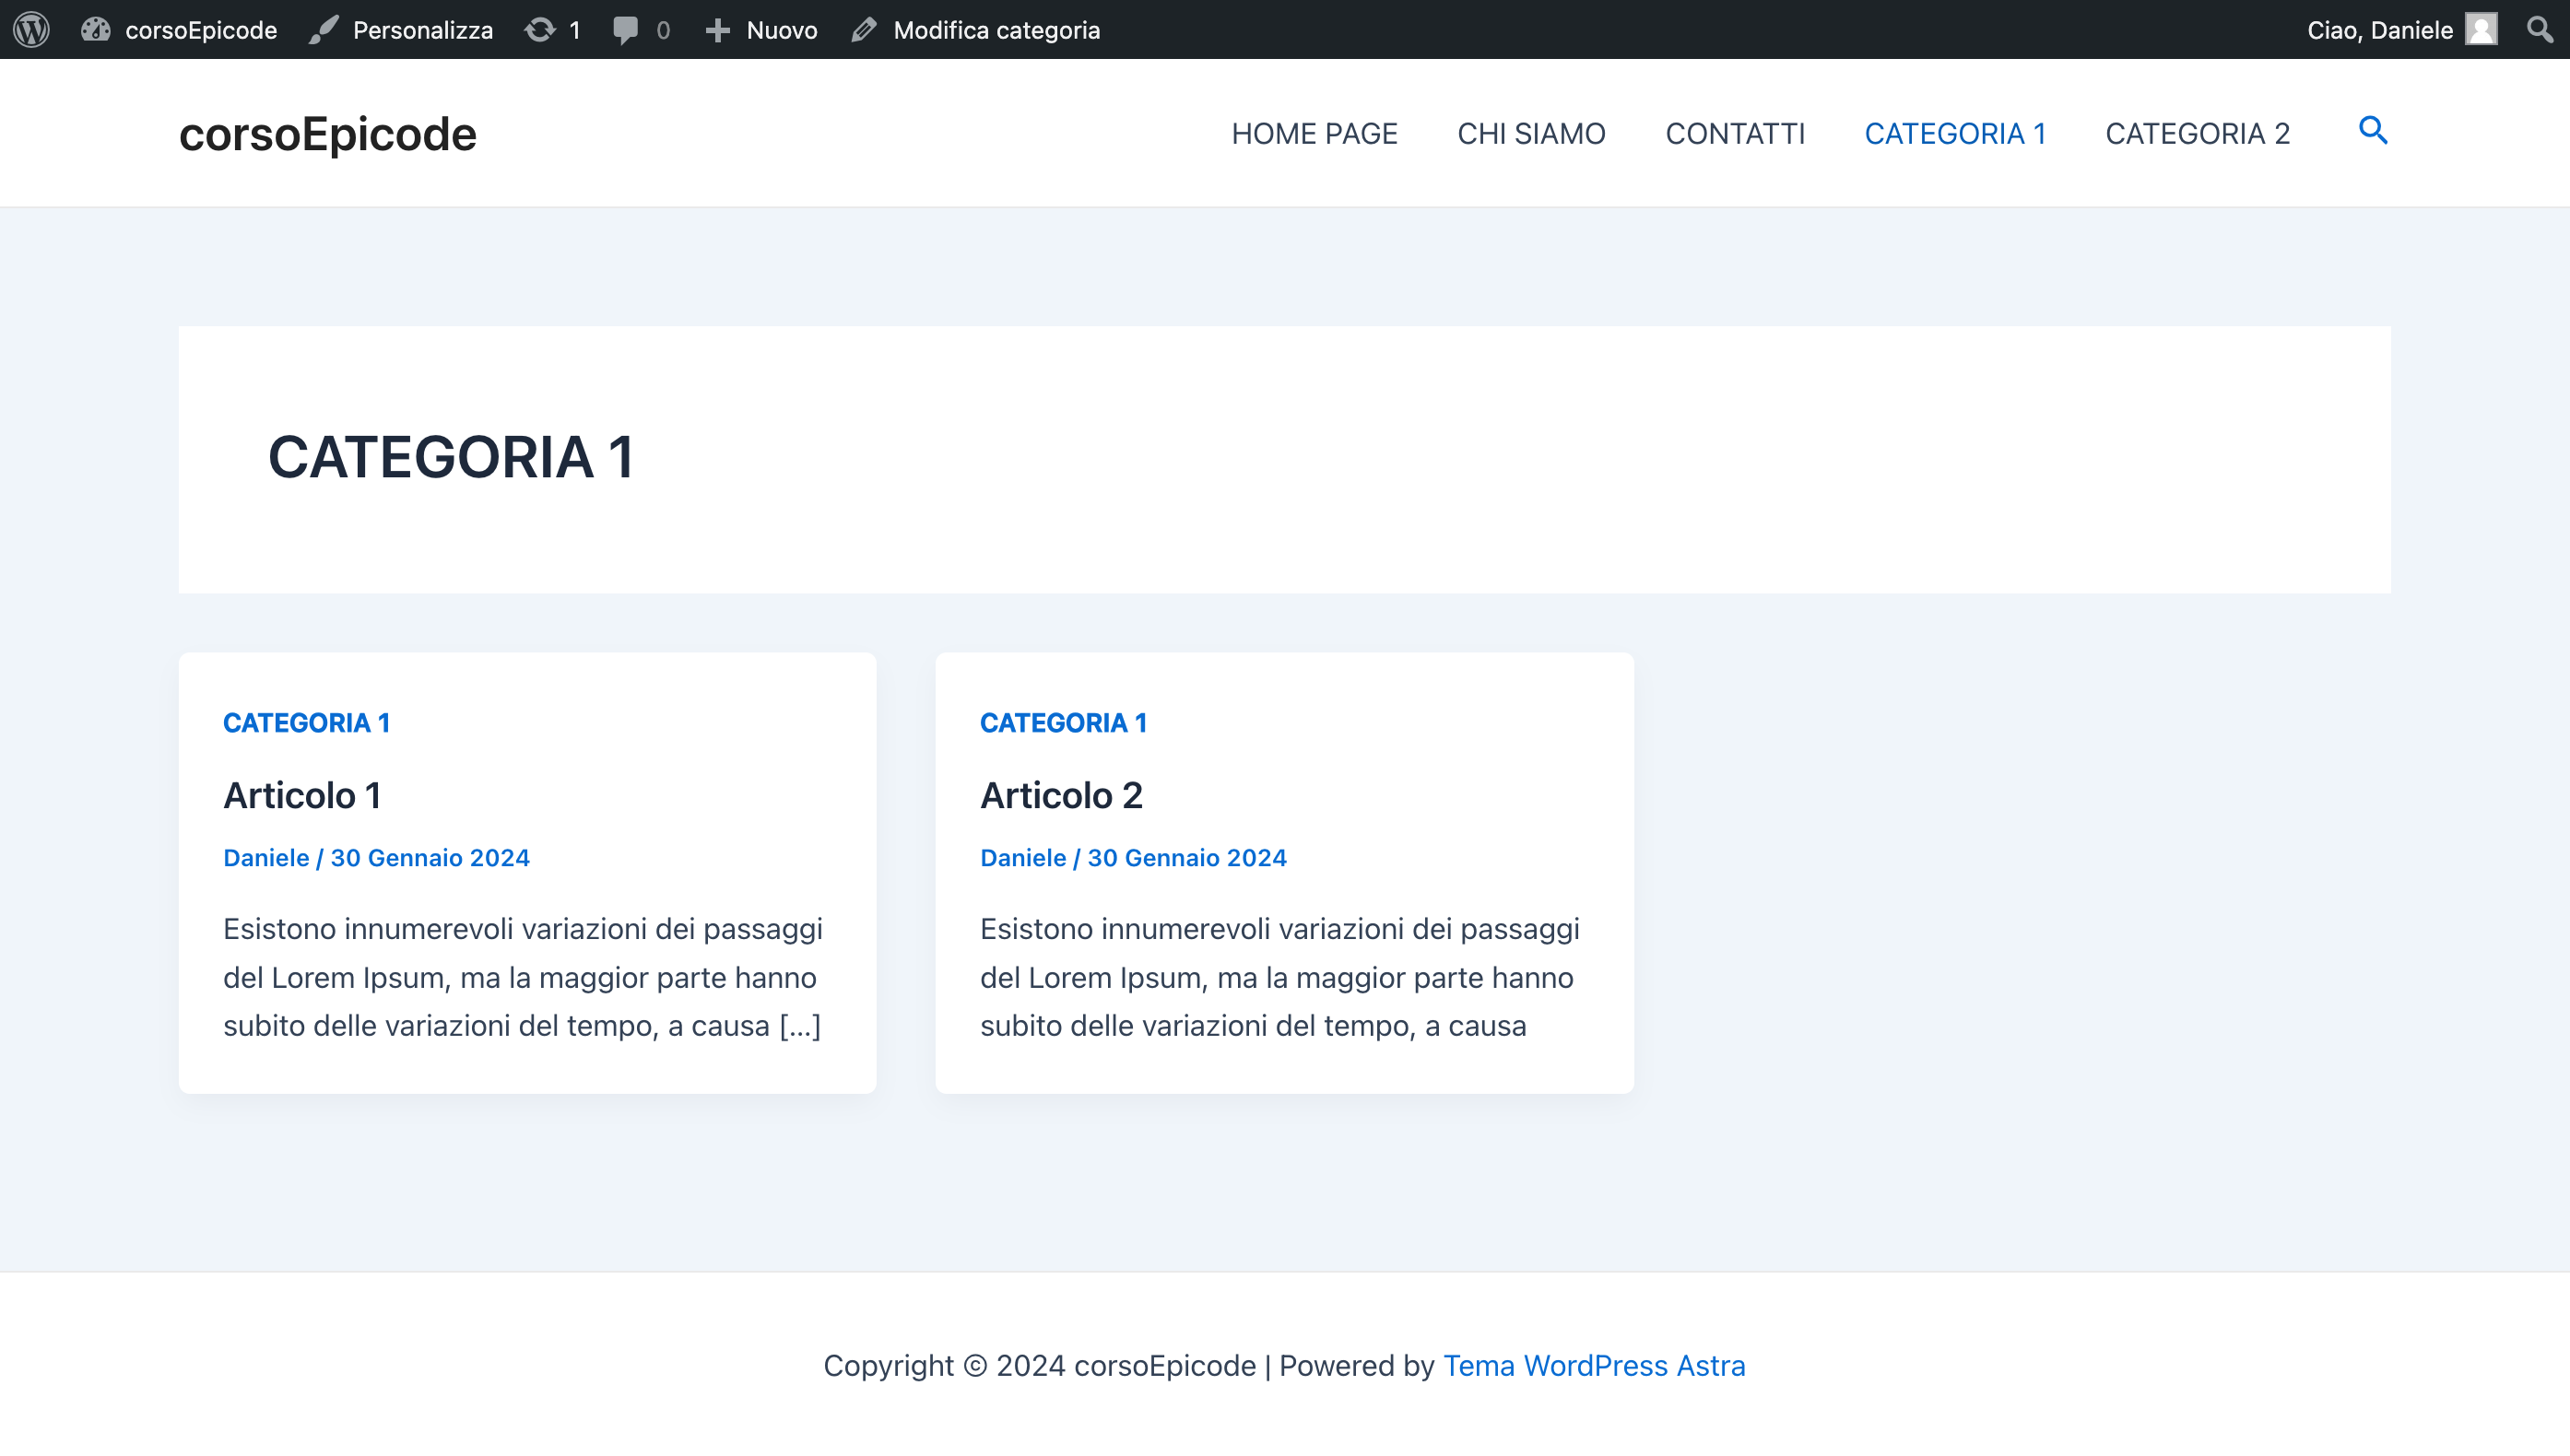 corsoEpicode Personalizza 1 0 Nuovo Modifica categoria Ciao, Daniele
corsoEpicode HOME PAGE CHI SIAMO CONTATTI CATEGORIA 1 CATEGORIA 2
CATEGORIA 1
CATEGORIA 1
Articolo 1
Daniele / 30 Gennaio 2024
Esistono innumerevoli variazioni dei passaggi
del Lorem Ipsum, ma la maggior parte hanno
subito delle variazioni del tempo, a causa […]
CATEGORIA 1
Articolo 2
Daniele / 30 Gennaio 2024
Esistono innumerevoli variazioni dei passaggi
del Lorem Ipsum, ma la maggior parte hanno
subito delle variazioni del tempo, a causa
Copyright © 2024 corsoEpicode | Powered by Tema WordPress Astra